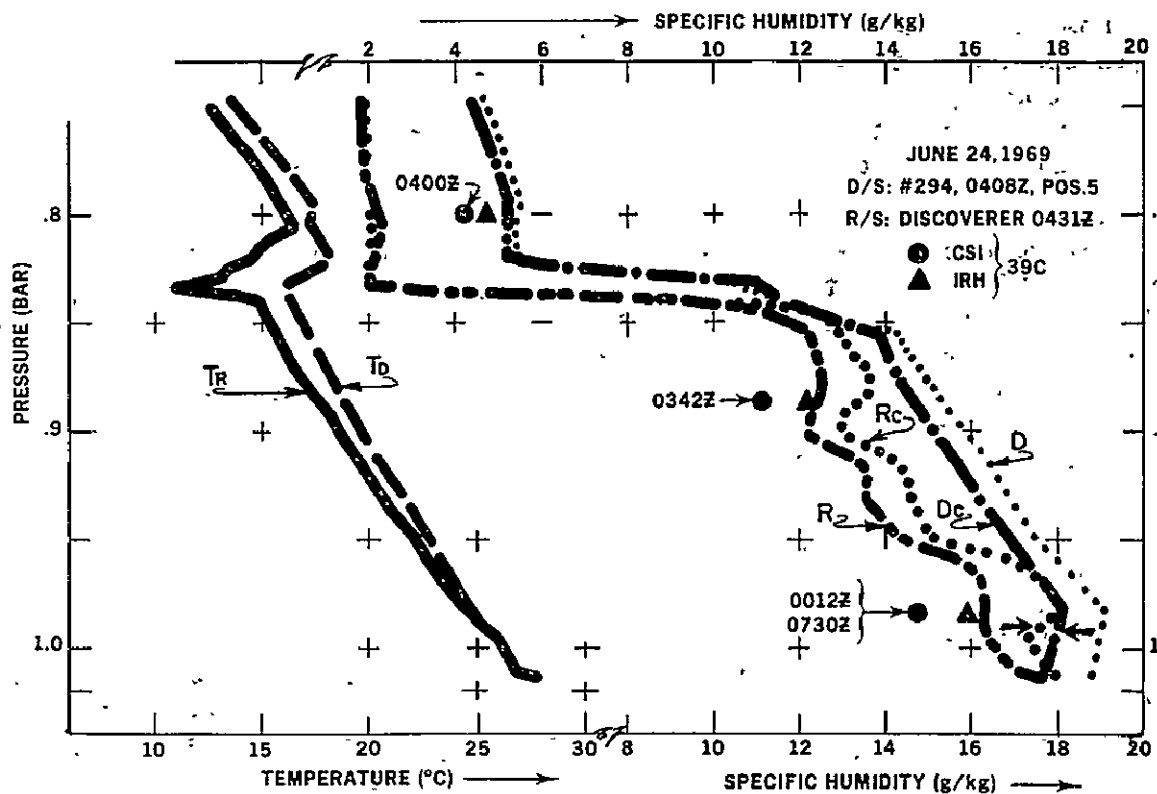 SPECIFIC HUMIDITY (g/kg)
2 4 6 8 10 12 14 16 18 20
JUNE 24, 1969
D/S: #294, 0408Z, POS.5
R/S: DISCOVERER 0431Z
CSI
IRH
39C
0400Z
.8
PRESSURE (BAR)
TR
TD
0342Z
RC
D
.9
R
DC
0012Z
0730Z
1.0
1
10 15 20 25 30 8 10 12 14 16 18 20
TEMPERATURE (°C)
SPECIFIC HUMIDITY (g/kg)